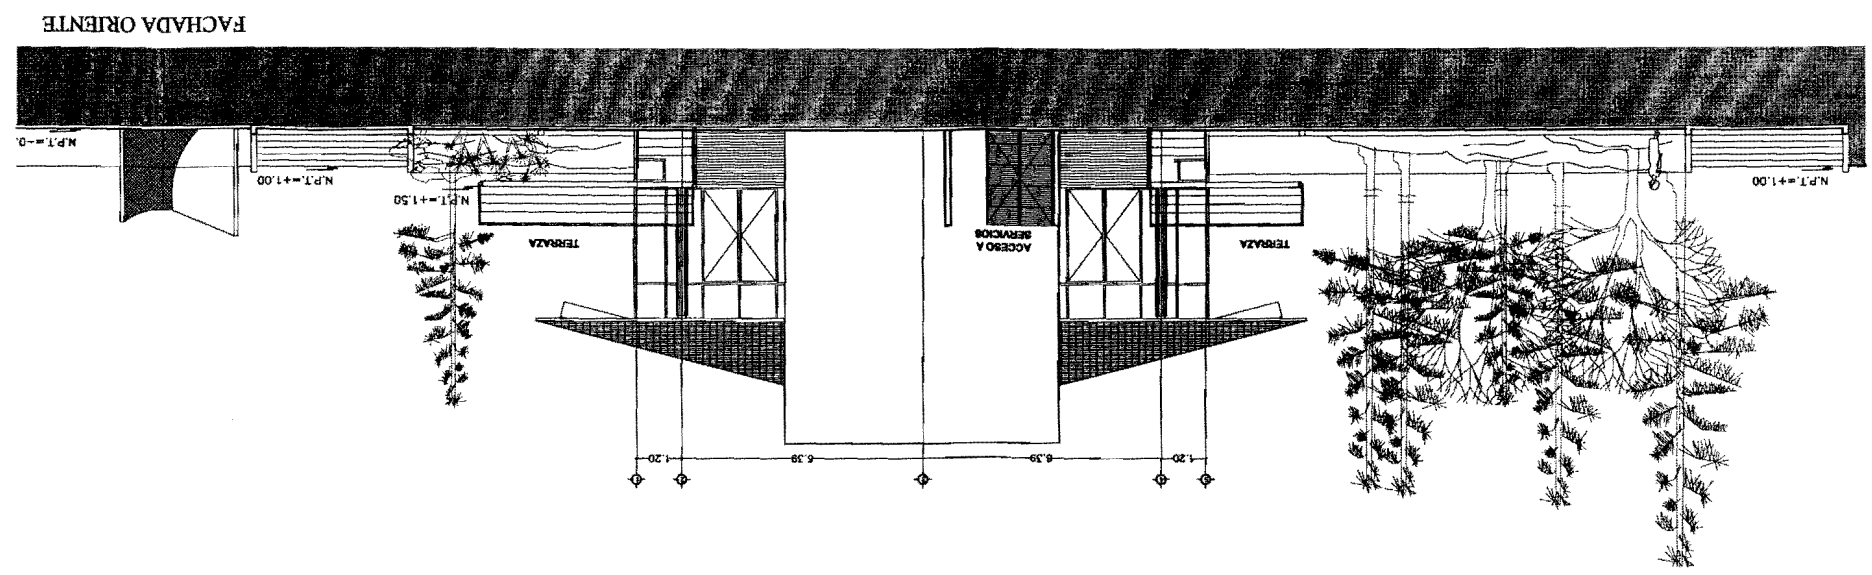 1.20
6.39
6.39
1.20
TERRAZA
ACCESO A
SERVICIOS
TERRAZA
N.P.T.=+1.50
N.P.T.=+1.00
N.P.T.=+1.00
N.P.T.=-0.
FACHADA ORIENTE